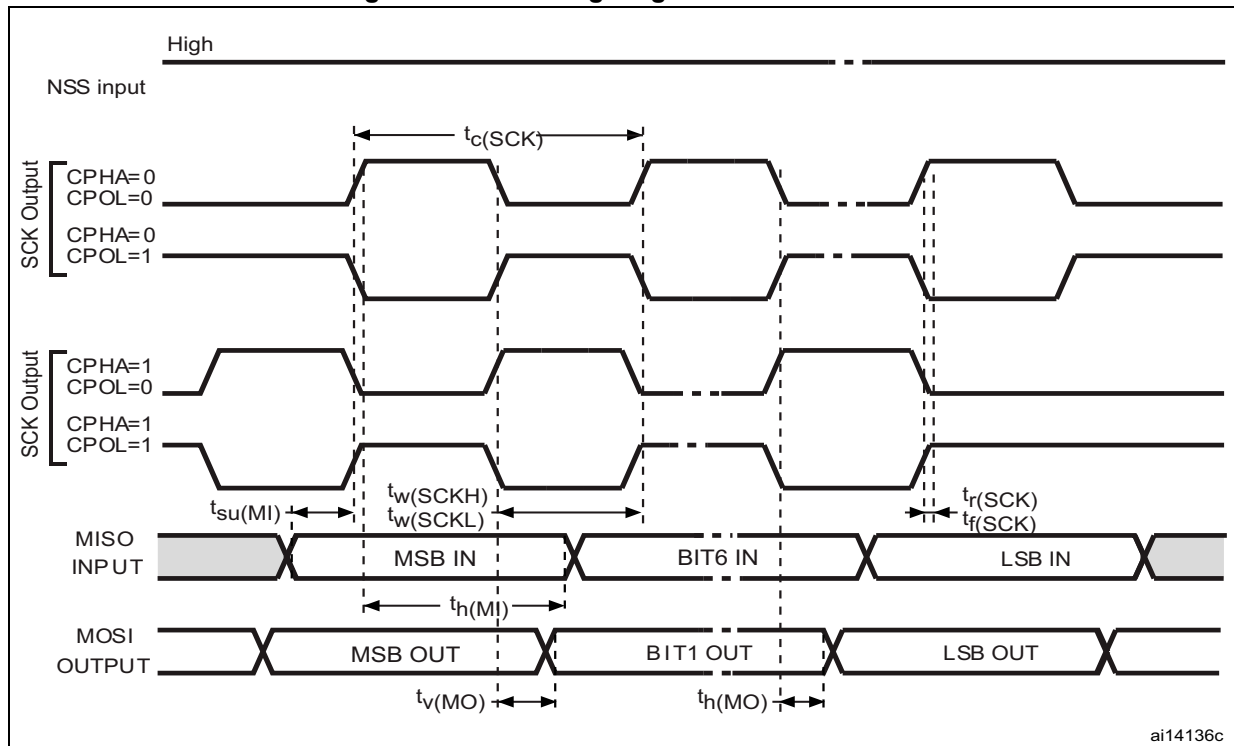 High
NSS input
tc(SCK)
SCK Output
CPHA=0
CPOL=0
CPHA=0
CPOL=1
SCK Output
CPHA=1
CPOL=0
CPHA=1
CPOL=1
tsu(MI)
tw(SCKH)
tw(SCKL)
tr(SCK)
tf(SCK)
MISO
INPUT
MSB IN
BIT6 IN
LSB IN
th(MI)
MOSI
OUTPUT
MSB OUT
BIT1 OUT
LSB OUT
tv(MO)
th(MO)
ai14136c